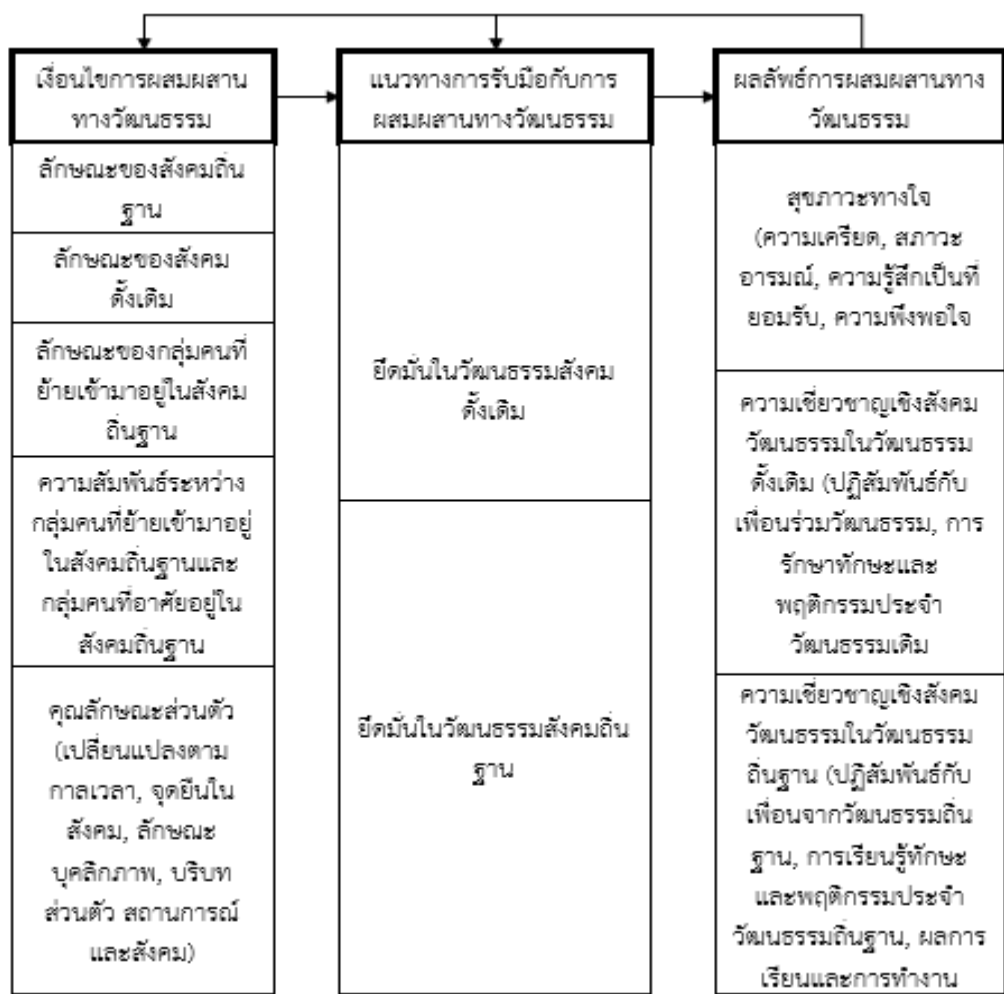 เงื่อนไขการผสมผสาน
ทางวัฒนธรรม
ลักษณะของสังคมถิ่น
ฐาน
ลักษณะของสังคม
ดั้งเดิม
ลักษณะของกลุ่มคนที่
ย้ายเข้ามาอยู่ในสังคม
ถิ่นฐาน
ความสัมพันธ์ระหว่าง
กลุ่มคนที่ย้ายเข้ามาอยู่
ในสังคมถิ่นฐานและ
กลุ่มคนที่อาศัยอยู่ใน
สังคมถิ่นฐาน
คุณลักษณะส่วนตัว
(เปลี่ยนแปลงตาม
กาลเวลา, จุดยืนใน
สังคม, ลักษณะ
บุคลิกภาพ, บริบท
ส่วนตัว สถานการณ์
และสังคม)
แนวทางการรับมือกับการ
ผสมผสานทางวัฒนธรรม
ยึดมั่นในวัฒนธรรมสังคม
ดั้งเดิม
ยึดมั่นในวัฒนธรรมสังคมถิ่น
ฐาน
ผลลัพธ์การผสมผสานทาง
วัฒนธรรม
สุขภาวะทางใจ
(ความเครียด, สภาวะ
อารมณ์, ความรู้สึกเป็นที่
ยอมรับ, ความพึงพอใจ
ความเชี่ยวชาญเชิงสังคม
วัฒนธรรมในวัฒนธรรม
ดั้งเดิม (ปฏิสัมพันธ์กับ
เพื่อนร่วมวัฒนธรรม, การ
รักษาทักษะและ
พฤติกรรมประจำ
วัฒนธรรมเดิม
ความเชี่ยวชาญเชิงสังคม
วัฒนธรรมในวัฒนธรรม
ถิ่นฐาน (ปฏิสัมพันธ์กับ
เพื่อนจากวัฒนธรรมถิ่น
ฐาน, การเรียนรู้ทักษะ
และพฤติกรรมประจำ
วัฒนธรรมถิ่นฐาน, ผลการ
เรียนและการทำงาน